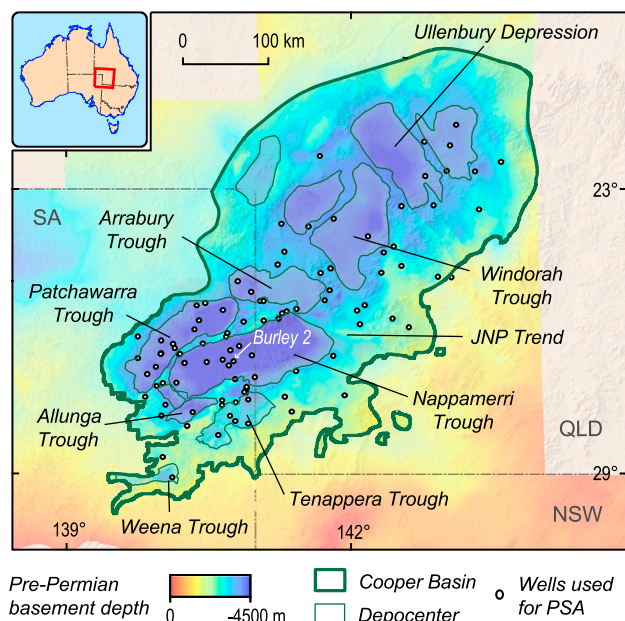 Ullenbury Depression
0
100 km
23°
SA
Arrabury
Trough
Windorah
Trough
Patchawarra
Trough
JNP Trend
Burley 2
Nappamerri
Trough
Allunga
Trough
QLD
29°
Tenappera Trough
NSW
Weena Trough
139°
142°
Pre-Permian
basement depth
0
-4500 m
Cooper Basin
Depocenter
Wells used
for PSA